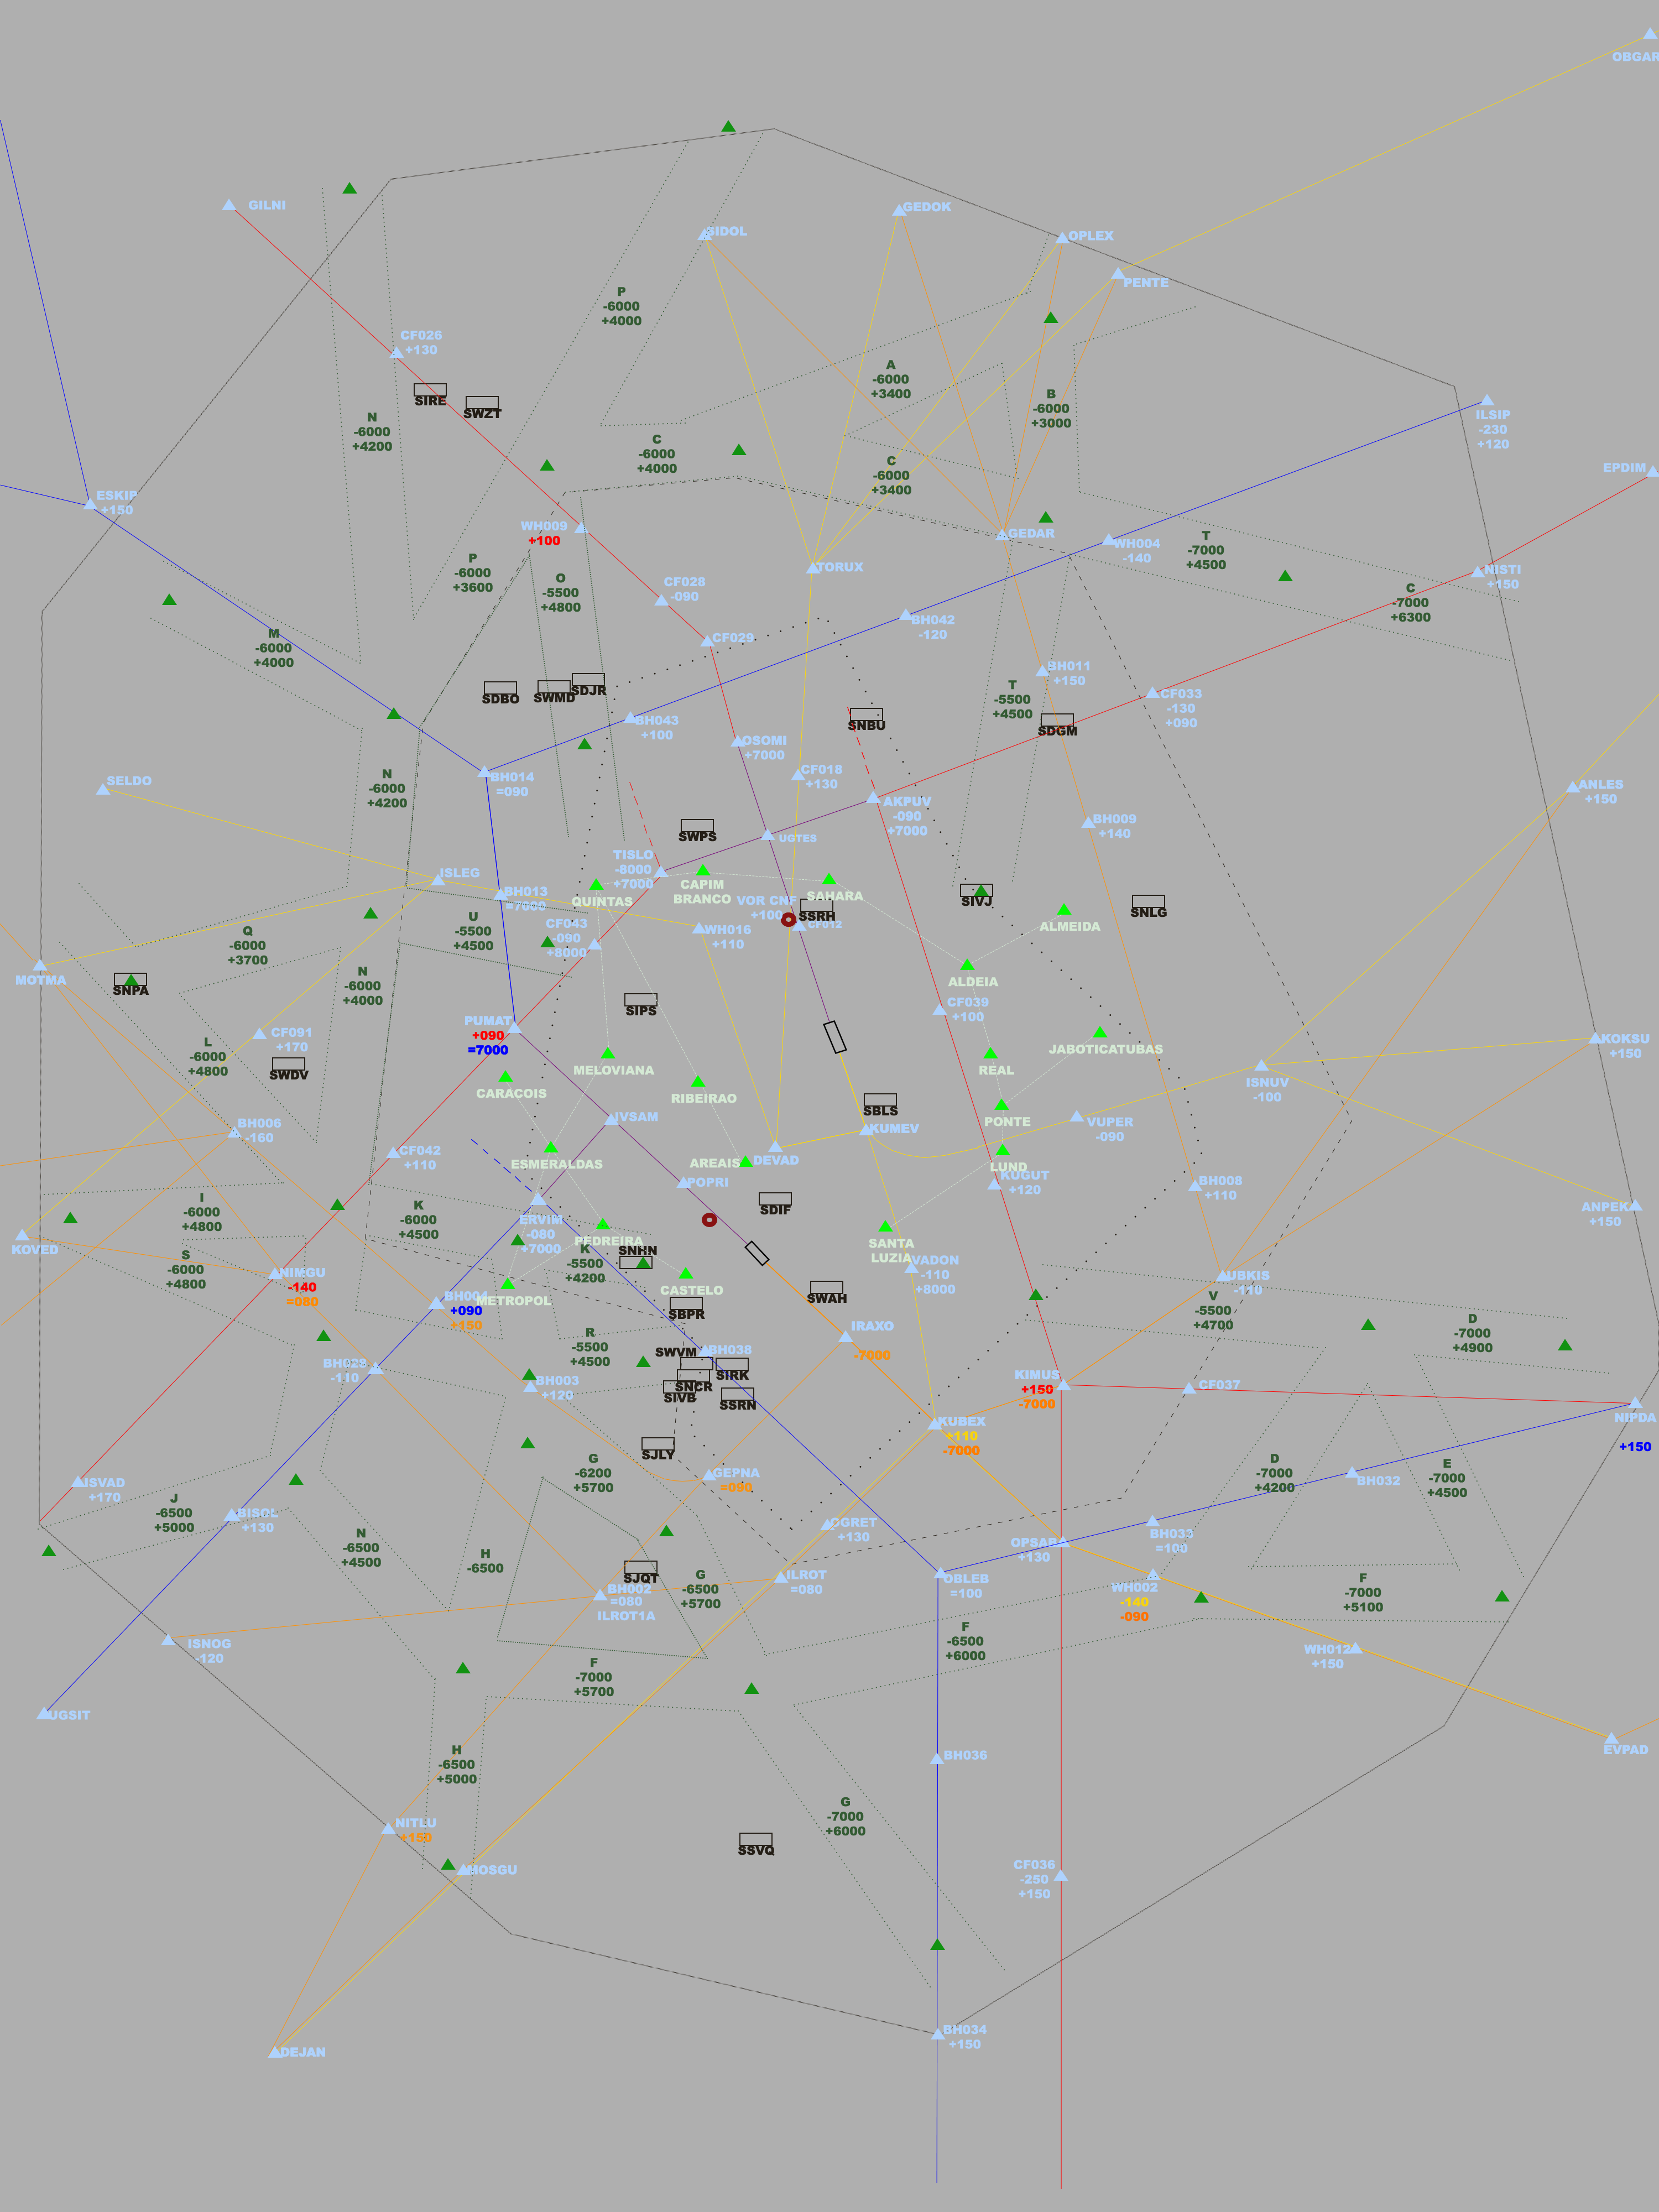 OBGAR
GILNI
SIDOL
GEDOK
OPLEX
PENTE
P
-6000
+4000
CF026
+130
SIRE
SWZT
N
-6000
+4200
A
-6000
+3400
B
-6000
+3000
ILSIP
-230
+120
C
-6000
+4000
C
-6000
+3400
EPDIM
ESKIP
+150
WH009
+100
GEDAR
WH004
-140
T
-7000
+4500
NISTI
+150
P
-6000
+3600
O
-5500
+4800
TORUX
CF028
-090
C
-7000
+6300
M
-6000
+4000
CF029
BH042
-120
BH011
+150
SDBO
SWMD
SDJR
T
-5500
+4500
CF033
-130
+090
BH043
+100
SNBU
SDGM
OSOMI
+7000
CF018
+130
SELDO
BH014
=090
N
-6000
+4200
AKPUV
-090
+7000
ANLES
+150
BH009
+140
SWPS
UGTES
TISLO
-8000
+7000
ISLEG
BH013
=7000
QUINTAS
CAPIM
BRANCO
SAHARA
VOR CNF
+100
SSRH
CF012
SIVJ
SNLG
ALMEIDA
U
-5500
+4500
CF043
-090
+8000
WH016
+110
Q
-6000
+3700
MOTMA
SNPA
N
-6000
+4000
ALDEIA
SIPS
CF039
+100
PUMAT
+090
=7000
CF091
+170
L
-6000
+4800
SWDV
MELOVIANA
CARACOIS
RIBEIRAO
REAL
JABOTICATUBAS
KOKSU
+150
ISNUV
-100
SBLS
IVSAM
KUMEV
PONTE
VUPER
-090
BH006
-160
CF042
+110
ESMERALDAS
AREAIS
DEVAD
LUND
KUGUT
+120
POPRI
BH008
+110
SDIF
I
-6000
+4800
K
-6000
+4500
ERVIM
-080
+7000
ANPEK
+150
KOVED
S
-6000
+4800
PEDREIRA
SNHN
K
-5500
+4200
SANTA
LUZIA
VADON
-110
+8000
NIMGU
-140
=080
CASTELO
SWAH
UBKIS
-110
BH004
+090
+150
METROPOL
SBPR
V
-5500
+4700
IRAXO
-7000
D
-7000
+4900
R
-5500
+4500
SWVM
BH038
BH028
-110
BH003
+120
SIRK
SNCR
SIVB
SSRN
KIMUS
+150
-7000
CF037
NIPDA
+150
KUBEX
+110
-7000
SJLY
G
-6200
+5700
GEPNA
=090
D
-7000
+4200
E
-7000
+4500
BH032
ISVAD
+170
J
-6500
+5000
BISOL
+130
N
-6500
+4500
H
-6500
CGRET
+130
OPSAB
+130
BH033
=100
SJQT
ILROT
=080
OBLEB
=100
G
-6500
+5700
BH002
=080
ILROT1A
WH002
-140
-090
F
-7000
+5100
ISNOG
-120
F
-6500
+6000
WH012
+150
F
-7000
+5700
UGSIT
EVPAD
H
-6500
+5000
BH036
G
-7000
+6000
NITLU
+150
SSVQ
HOSGU
CF036
-250
+150
BH034
+150
DEJAN